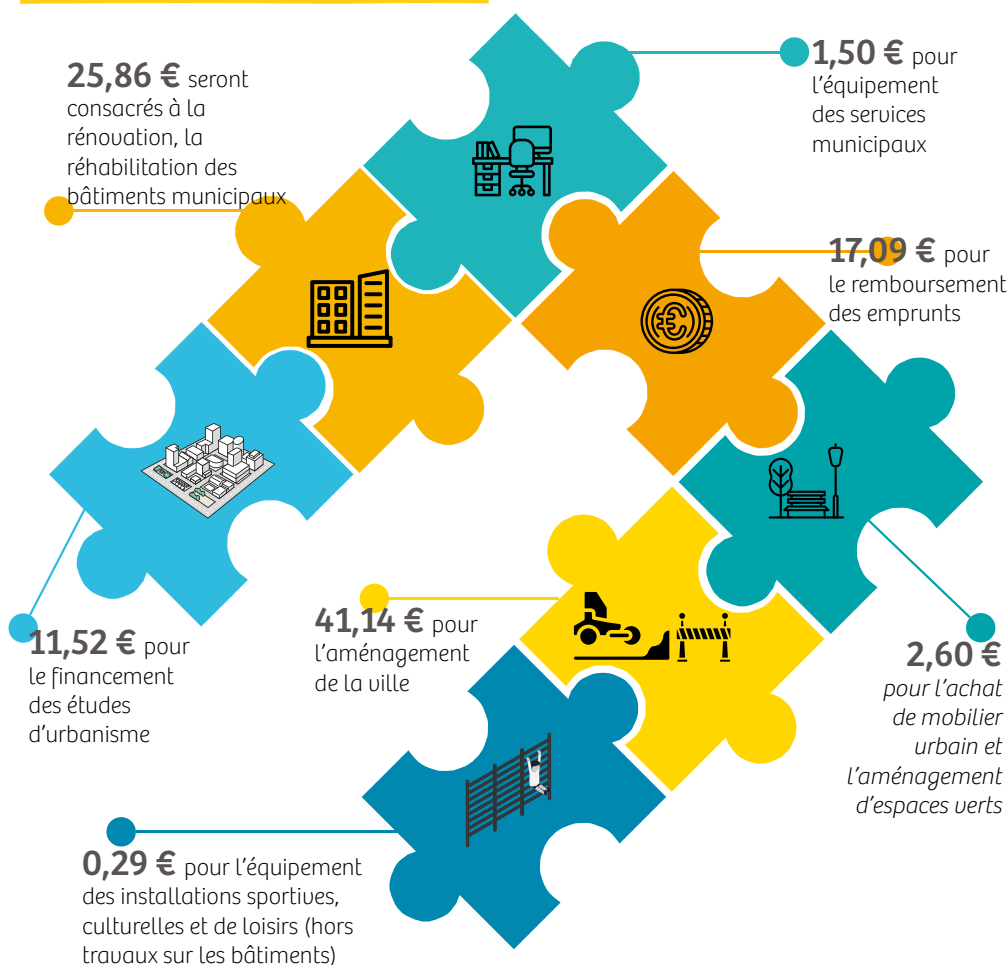 25,86 € seront
consacrés à la
rénovation, la
réhabilitation des
bâtiments municipaux
1,50 € pour
l'équipement
des services
municipaux
17,09 € pour
le remboursement
des emprunts
11,52 € pour
le financement
des études
d'urbanisme
41,14 € pour
l'aménagement
de la ville
2,60 €
pour l'achat
de mobilier
urbain et
l'aménagement
d'espaces verts
0,29 € pour l'équipement
des installations sportives,
culturelles et de loisirs (hors
travaux sur les bâtiments)